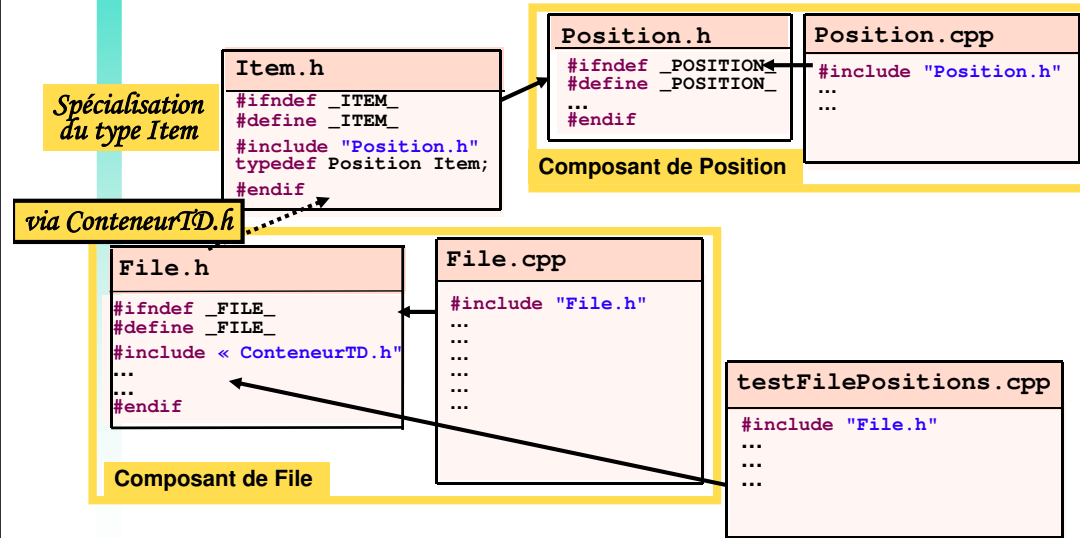 Position.h
#ifndef _POSITION_
#define _POSITION_
...
#endif
Position.cpp
#include "Position.h"
...
...
Composant de Position
Item.h
#ifndef _ITEM_
#define _ITEM_
#include "Position.h"
typedef Position Item;
#endif
Spécialisation
du type Item
via ConteneurTD.h
File.h
#ifndef _FILE_
#define _FILE_
#include « ConteneurTD.h"
...
...
#endif
File.cpp
#include "File.h"
...
...
...
...
...
...
Composant de File
testFilePositions.cpp
#include "File.h"
...
...
...